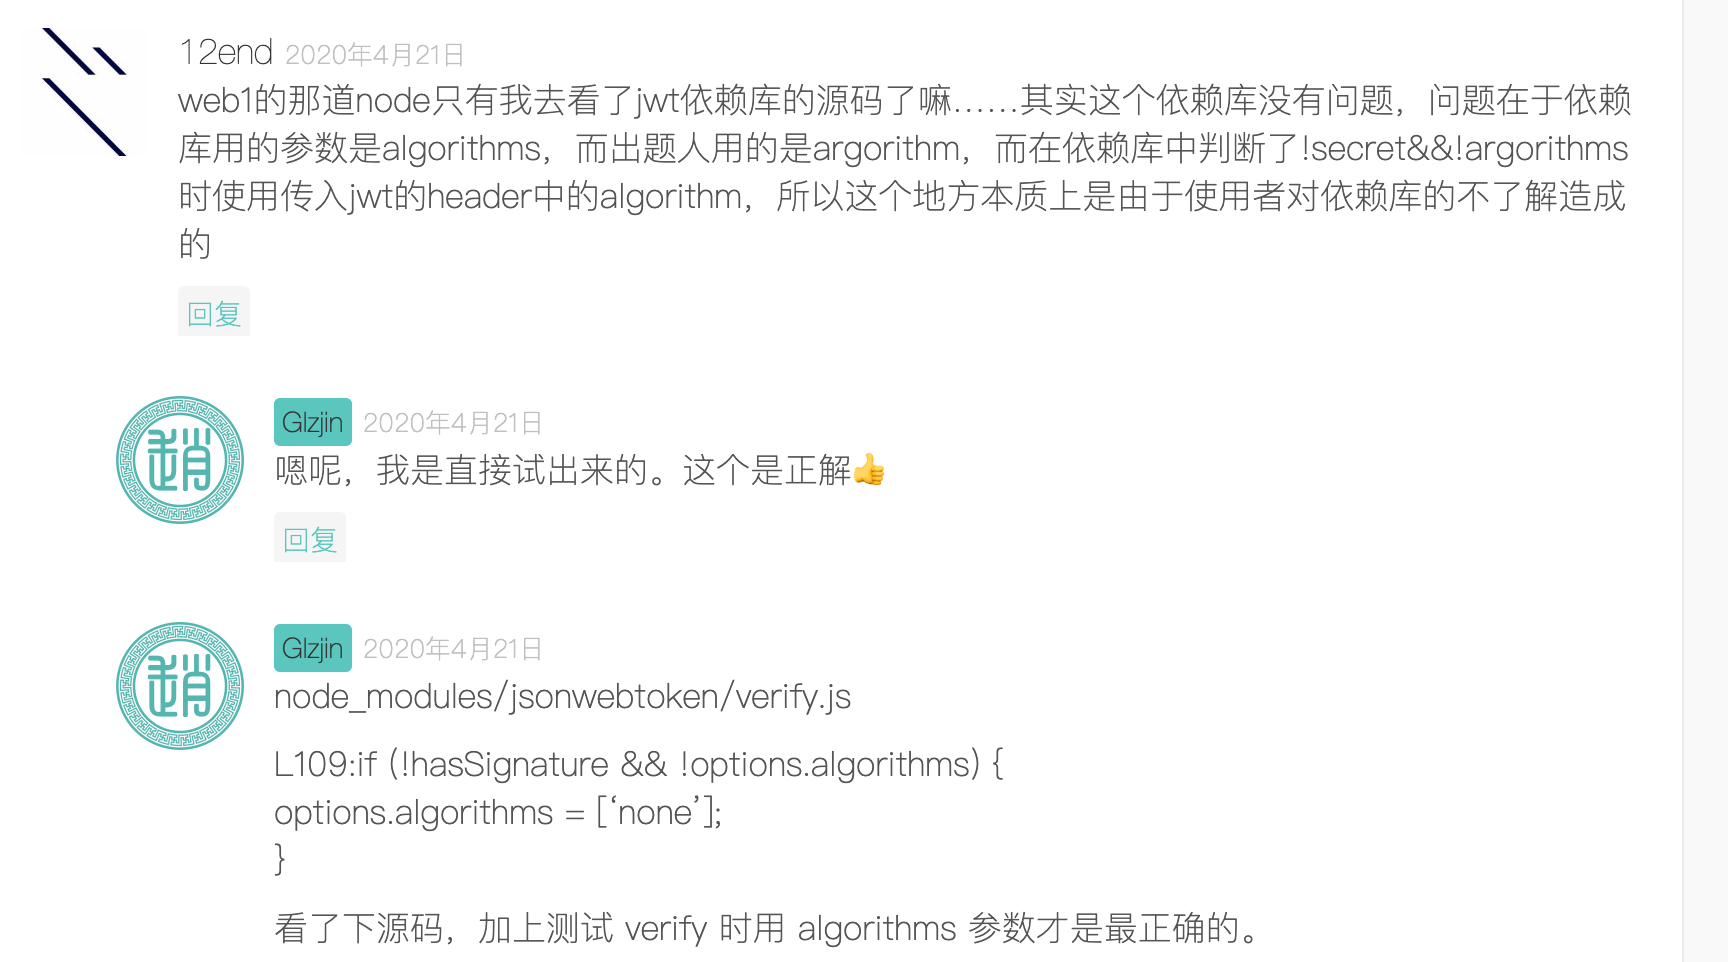 12end 2020年4月21日
web1的那道node只有我去看了jwt依赖库的源码了嘛……其实这个依赖库没有问题，问题在于依赖
库用的参数是algorithms，而出题人用的是argorithm，而在依赖库中判断了!secret&&!argorithms
时使用传入jwt的header中的algorithm，所以这个地方本质上是由于使用者对依赖库的不了解造成
的
回复
趙
Glzjin 2020年4月21日
嗯呢，我是直接试出来的。这个是正解👍
回复
趙
Glzjin 2020年4月21日
node_modules/jsonwebtoken/verify.js
L109:if (!hasSignature && !options.algorithms) {
options.algorithms = [‘none’];
}
看了下源码，加上测试 verify 时用 algorithms 参数才是最正确的。